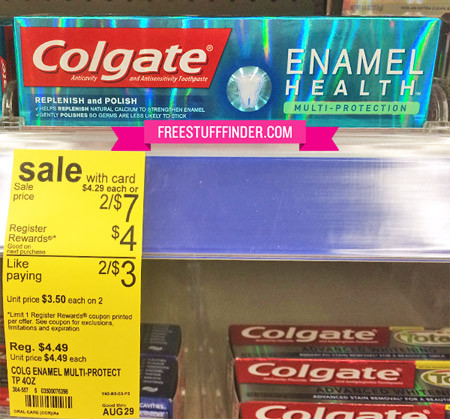 Colgate®
Anticavity and Antisensitivity Toothpaste
ENAMEL
HEALTH
MULTI-PROTECTION
REPLENISH and POLISH
HELPS REPLENISH NATURAL CALCIUM TO STRENGTHEN ENAMEL
GENTLY POLISHES SO GERMS ARE LESS LIKELY TO STICK
FREESTUFFFINDER.COM
sale with card
Sale price $4.29 each or 2/$7
Register Rewards®* $4
Good on next purchase
Like paying 2/$3
Unit price $3.50 each on 2
*Limit 1 Register Rewards® coupon printed
per offer. See coupon for exclusions,
limitations and expiration
Reg. $4.49
Unit price $4.49 each
COLG ENAMEL MULTI-PROTECT
TP 4OZ
Good thru
AUG29
Colgate
ADVANCED
Colgate